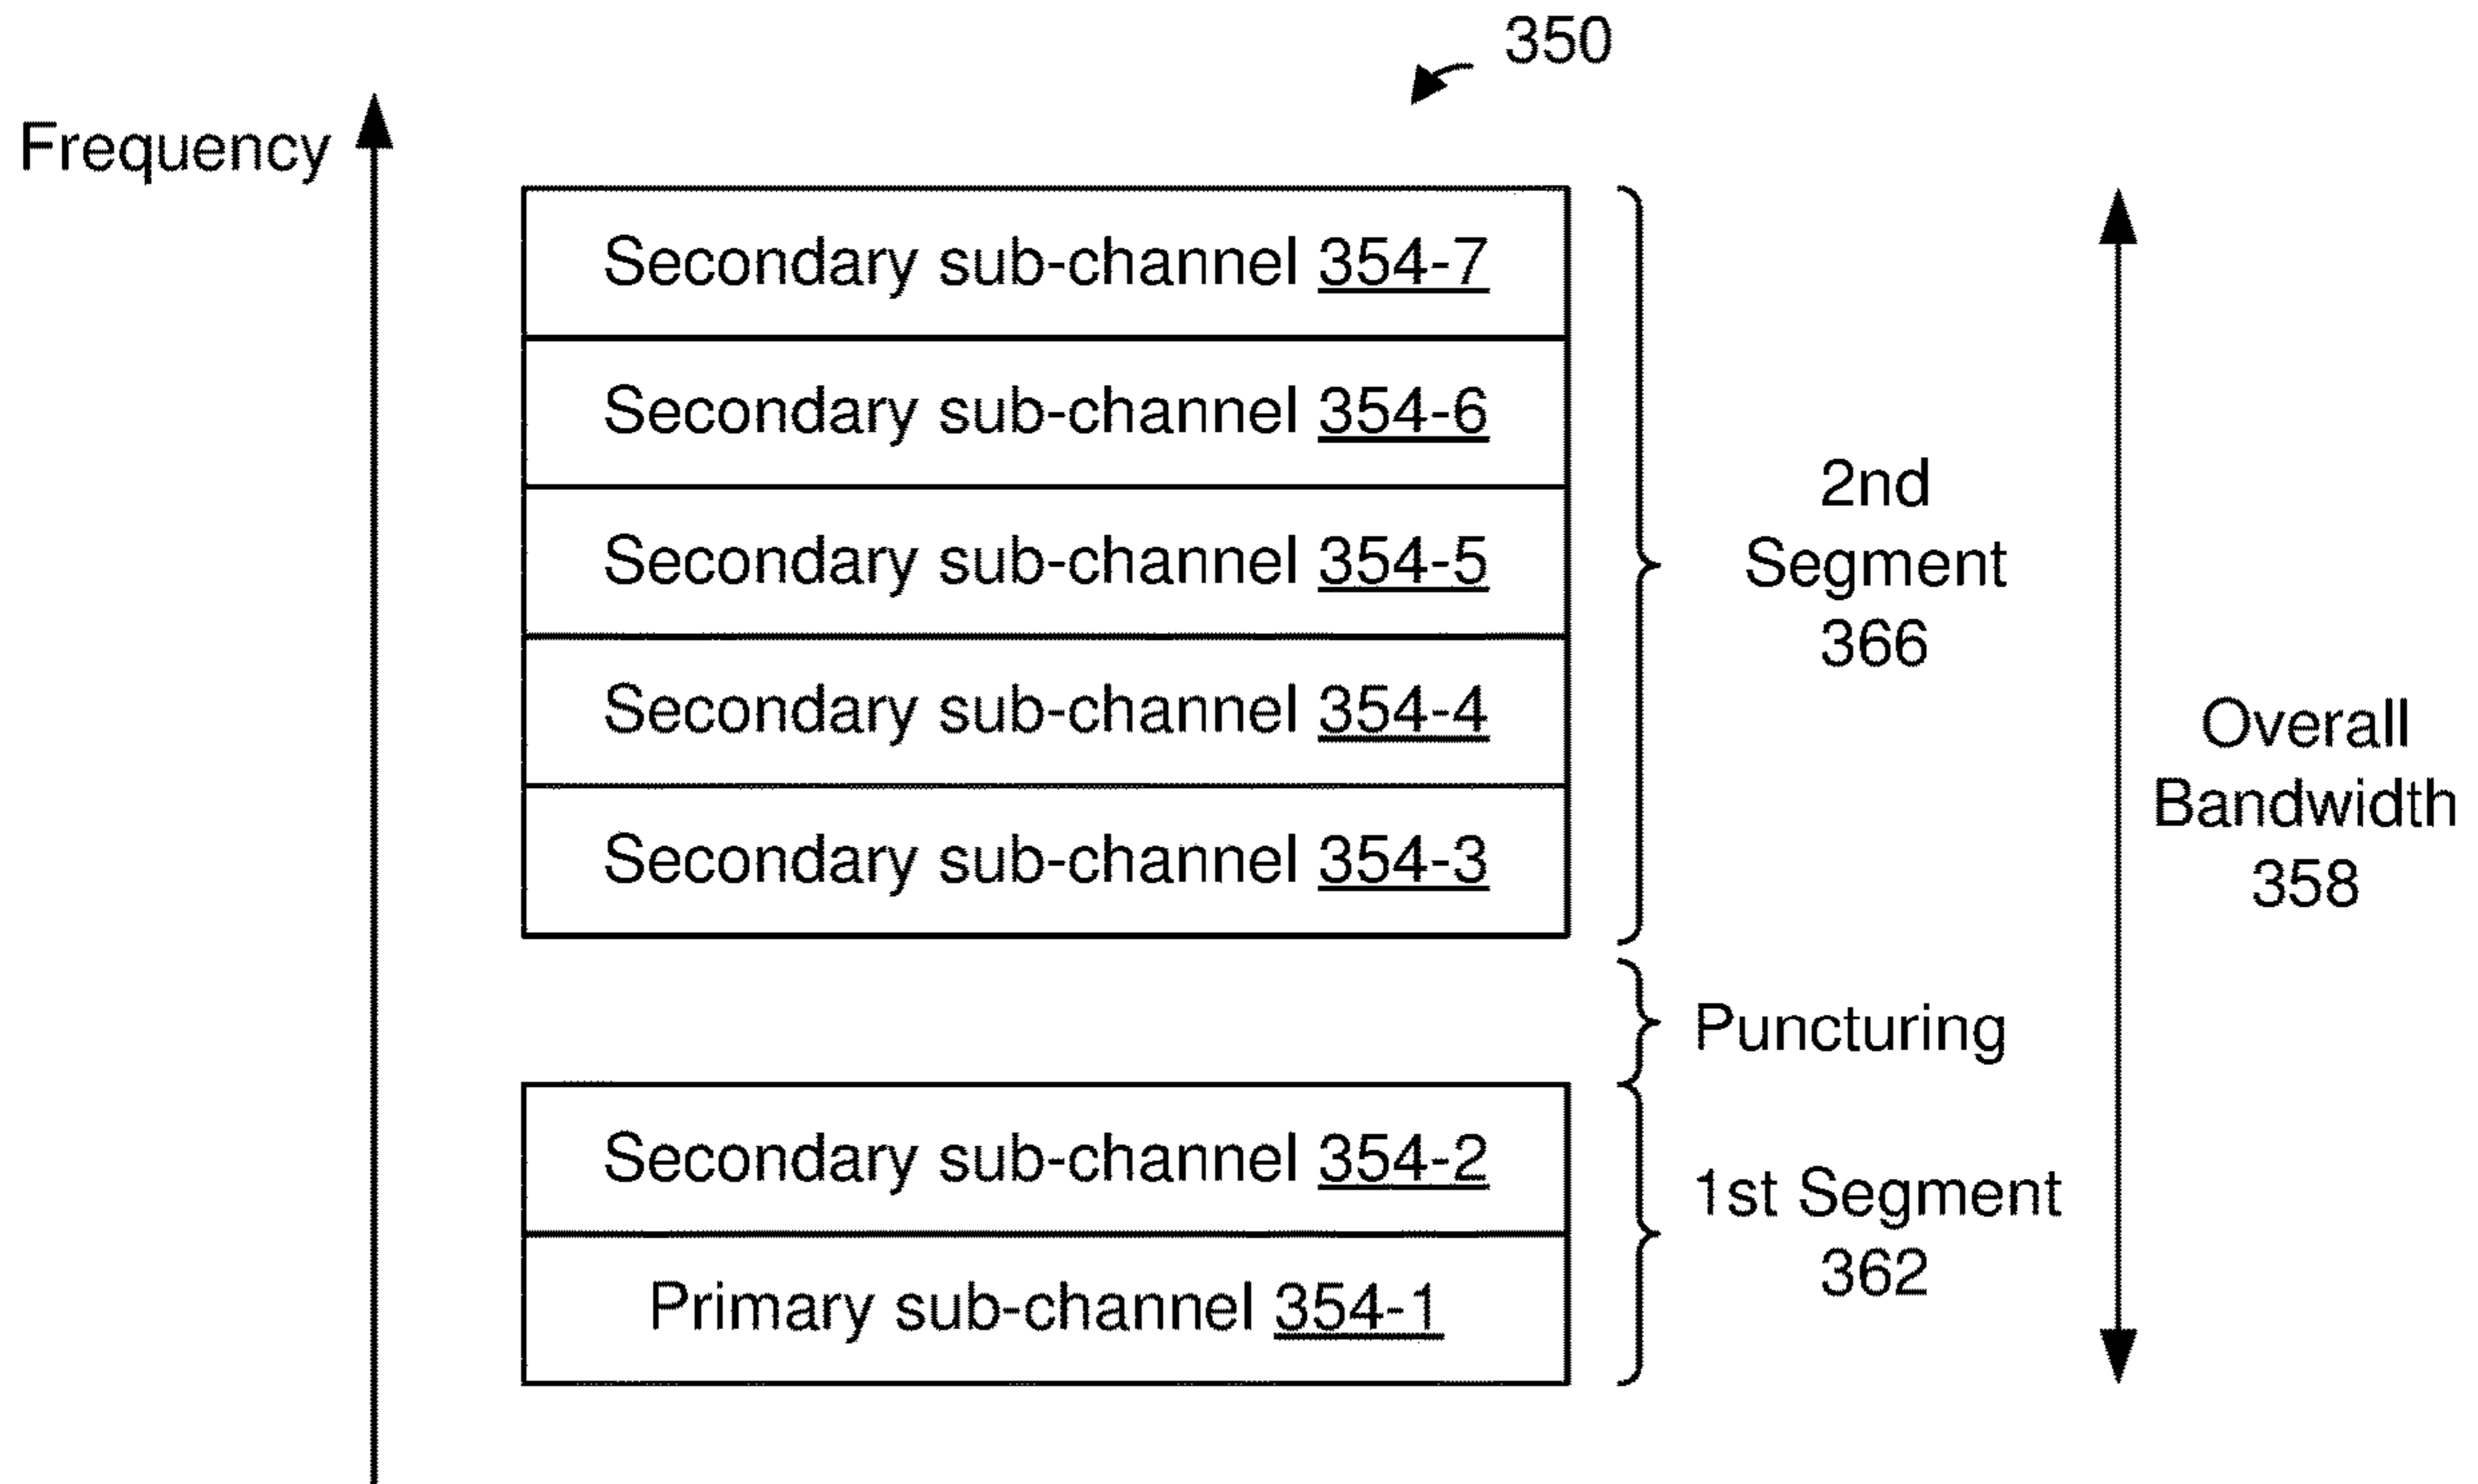 350
Frequency
Secondary sub-channel 354-7
Secondary sub-channel 354-6
Secondary sub-channel 354-5
Secondary sub-channel 354-4
Secondary sub-channel 354-3
2nd
Segment
366
Overall
Bandwidth
358
Puncturing
Secondary sub-channel 354-2
Primary sub-channel 354-1
1st Segment
362